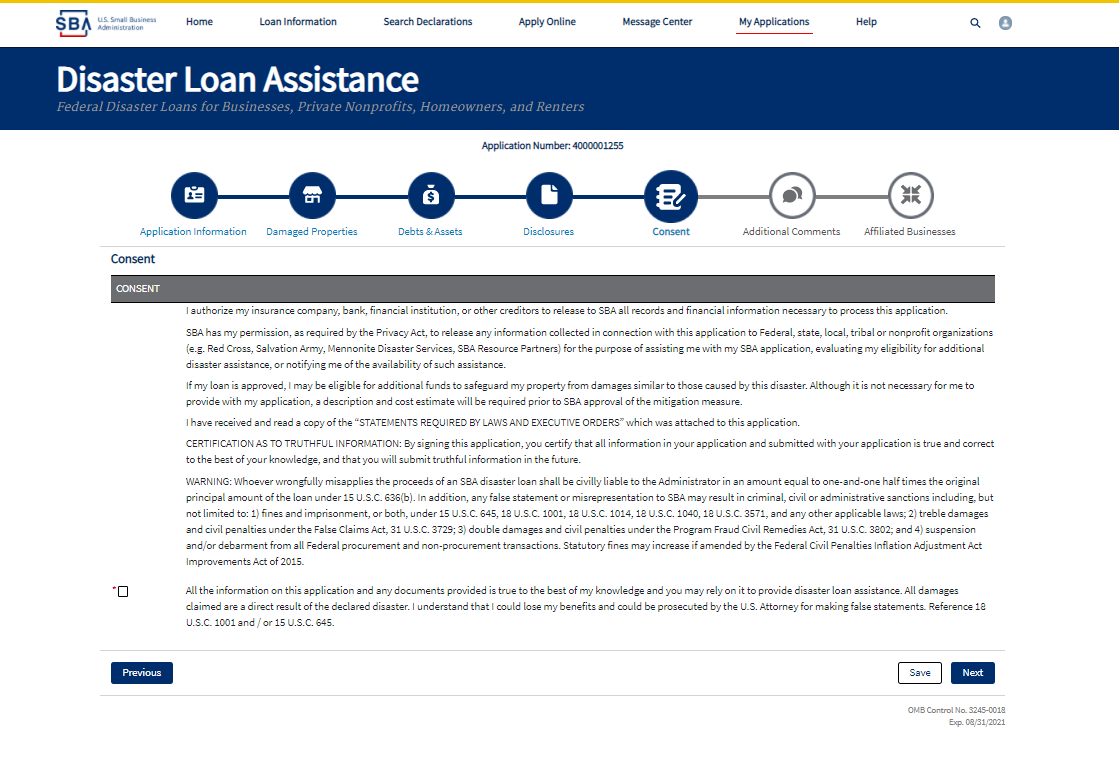 SBA U.S. Small Business Administration
Home Loan Information Search Declarations Apply Online Message Center My Applications Help
Disaster Loan Assistance
Federal Disaster Loans for Businesses, Private Nonprofits, Homeowners, and Renters
Application Number: 4000001255
Application Information Damaged Properties Debts & Assets Disclosures Consent Additional Comments Affiliated Businesses
Consent
CONSENT
I authorize my insurance company, bank, financial institution, or other creditors to release to SBA all records and financial information necessary to process this application.
SBA has my permission, as required by the Privacy Act, to release any information collected in connection with this application to Federal, state, local, tribal or nonprofit organizations
(e.g. Red Cross, Salvation Army, Mennonite Disaster Services, SBA Resource Partners) for the purpose of assisting me with my SBA application, evaluating my eligibility for additional
disaster assistance, or notifying me of the availability of such assistance.
If my loan is approved, I may be eligible for additional funds to safeguard my property from damages similar to those caused by this disaster. Although it is not necessary for me to
provide with my application, a description and cost estimate will be required prior to SBA approval of the mitigation measure.
I have received and read a copy of the “STATEMENTS REQUIRED BY LAWS AND EXECUTIVE ORDERS” which was attached to this application.
CERTIFICATION AS TO TRUTHFUL INFORMATION: By signing this application, you certify that all information in your application and submitted with your application is true and correct
to the best of your knowledge, and that you will submit truthful information in the future.
WARNING: Whoever wrongfully misapplies the proceeds of an SBA disaster loan shall be civilly liable to the Administrator in an amount equal to one-and-one half times the original
principal amount of the loan under 15 U.S.C. 636(b). In addition, any false statement or misrepresentation to SBA may result in criminal, civil or administrative sanctions including, but
not limited to: 1) fines and imprisonment, or both, under 15 U.S.C. 645, 18 U.S.C. 1001, 18 U.S.C. 1014, 18 U.S.C. 1040, 18 U.S.C. 3571, and any other applicable laws; 2) treble damages
and civil penalties under the False Claims Act, 31 U.S.C. 3729; 3) double damages and civil penalties under the Program Fraud Civil Remedies Act, 31 U.S.C. 3802; and 4) suspension
and/or debarment from all Federal procurement and non-procurement transactions. Statutory fines may increase if amended by the Federal Civil Penalties Inflation Adjustment Act
Improvements Act of 2015.
* All the information on this application and any documents provided is true to the best of my knowledge and you may rely on it to provide disaster loan assistance. All damages
claimed are a direct result of the declared disaster. I understand that I could lose my benefits and could be prosecuted by the U.S. Attorney for making false statements. Reference 18
U.S.C. 1001 and / or 15 U.S.C. 645.
Previous Save Next
OMB Control No. 3245-0018
Exp. 08/31/2021